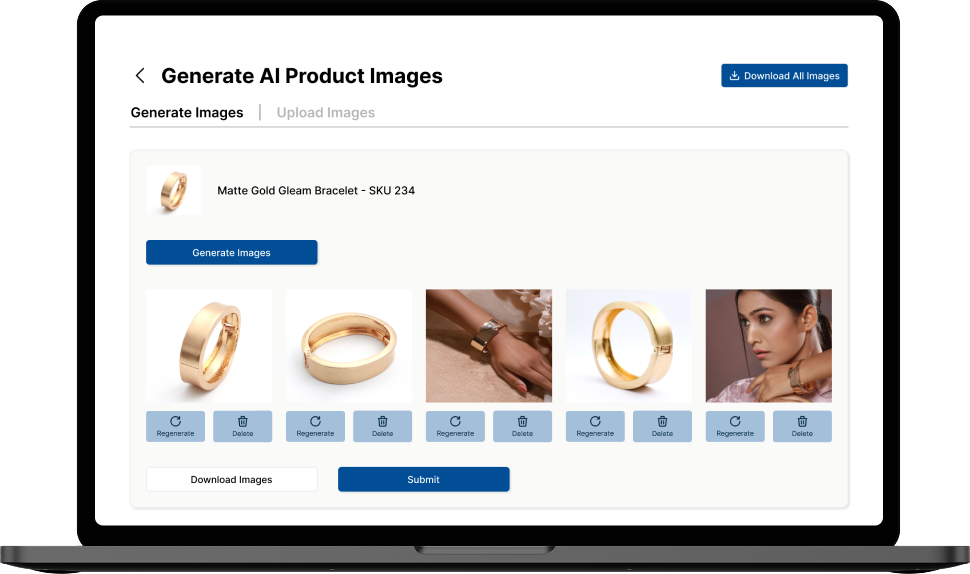 Generate AI Product Images
Download All Images
Generate Images | Upload Images
Matte Gold Gleam Bracelet - SKU 234
Generate Images
Regenerate Delete Regenerate Delete Regenerate Delete Regenerate Delete Regenerate Delete
Download Images Submit